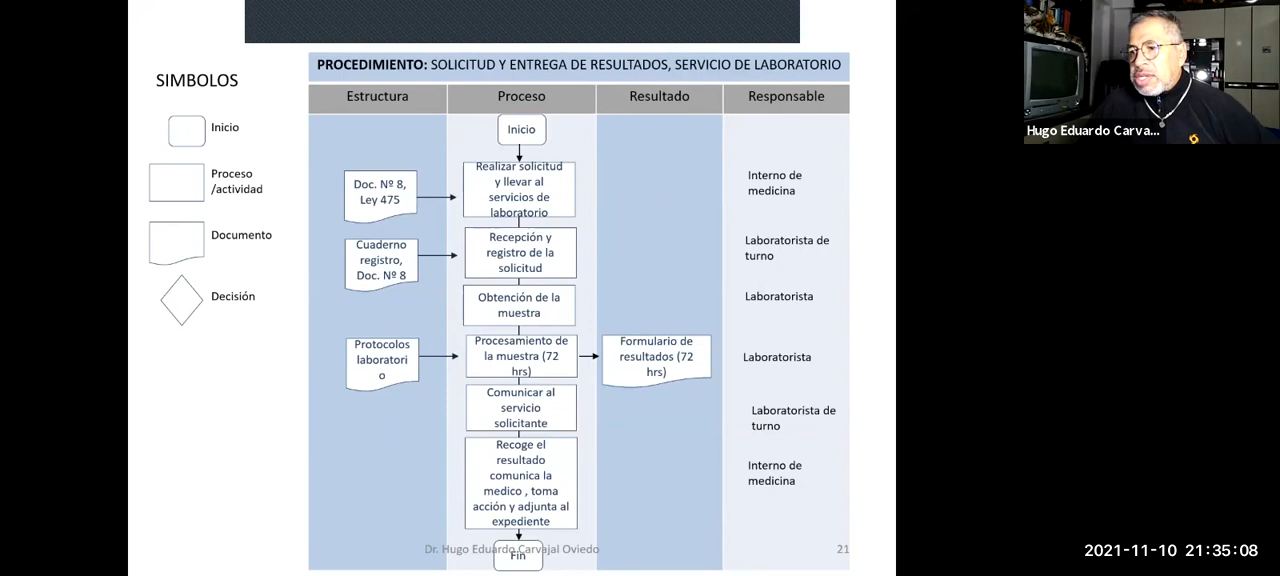 SIMBOLOS
Inicio
Proceso
/actividad
Documento
Decisión
PROCEDIMIENTO: SOLICITUD Y ENTREGA DE RESULTADOS, SERVICIO DE LABORATORIO
Estructura
Proceso
Resultado
Responsable
Inicio
Doc. Nº 8,
Ley 475
Realizar solicitud
y llevar al
servicios de
laboratorio
Interno de
medicina
Cuaderno
registro,
Doc. Nº 8
Recepción y
registro de la
solicitud
Laboratorista de
turno
Obtención de la
muestra
Laboratorista
Protocolos
laboratori
o
Procesamiento de
la muestra (72
hrs)
Formulario de
resultados (72
hrs)
Laboratorista
Comunicar al
servicio
solicitante
Laboratorista de
turno
Recoge el
resultado
comunica la
medico , toma
acción y adjunta al
expediente
Interno de
medicina
Fin
Dr. Hugo Eduardo Carvajal Oviedo
21
Hugo Eduardo Carva...
2021-11-10 21:35:08